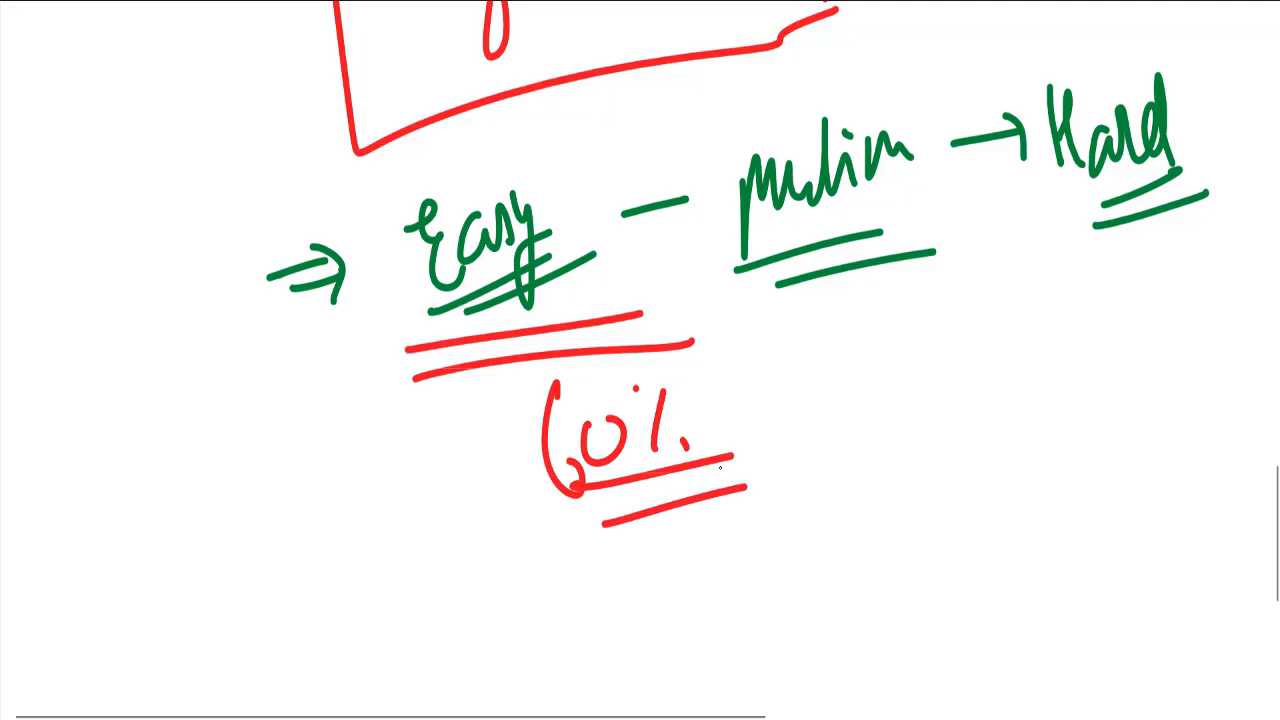 ⇒ Easy - Medium → Hard
60%